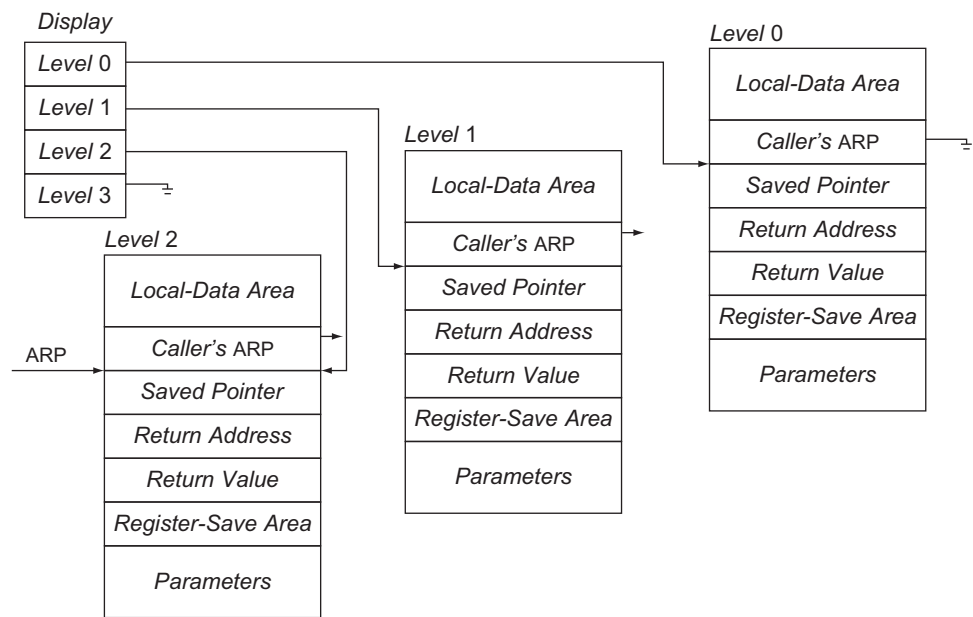 Display
Level 0
Level 1
Level 2
Level 3
Level 2
Local-Data Area
Caller's ARP
Saved Pointer
Return Address
Return Value
Register-Save Area
Parameters
ARP
Level 1
Local-Data Area
Caller's ARP
Saved Pointer
Return Address
Return Value
Register-Save Area
Parameters
Level 0
Local-Data Area
Caller's ARP
Saved Pointer
Return Address
Return Value
Register-Save Area
Parameters